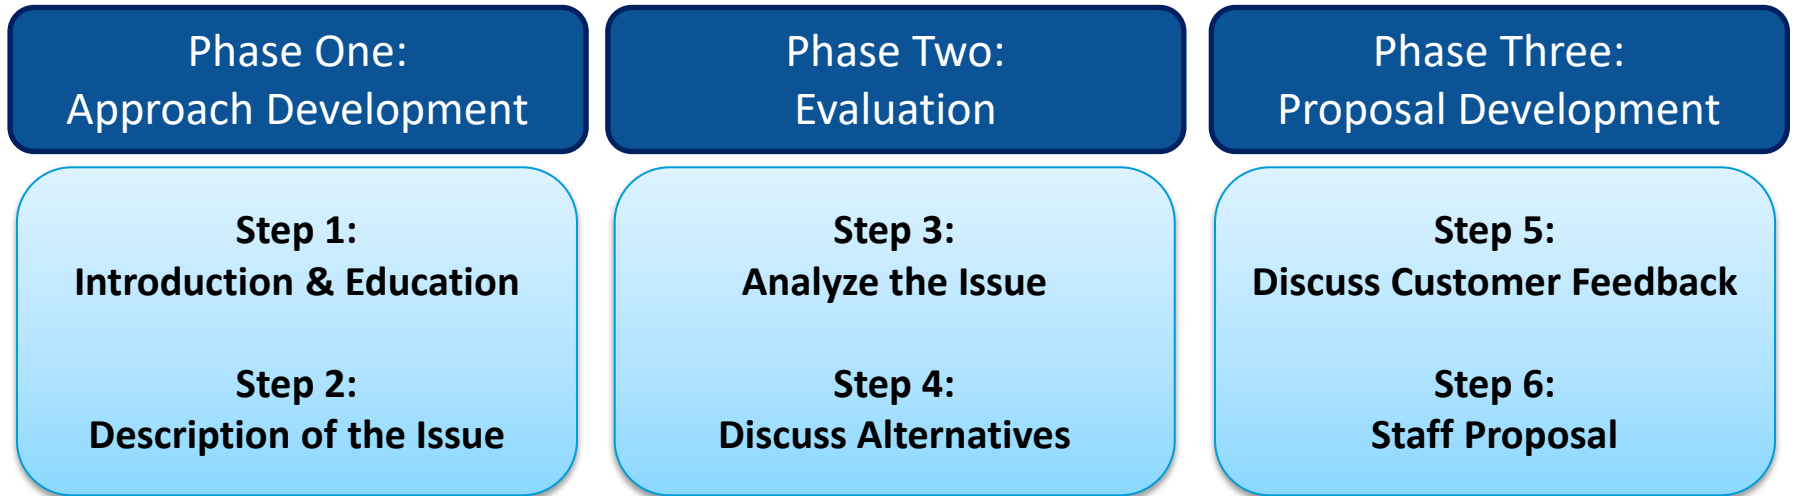 Phase One:
Approach Development
Step 1:
Introduction & Education
Step 2:
Description of the Issue
Phase Two:
Evaluation
Step 3:
Analyze the Issue
Step 4:
Discuss Alternatives
Phase Three:
Proposal Development
Step 5:
Discuss Customer Feedback
Step 6:
Staff Proposal